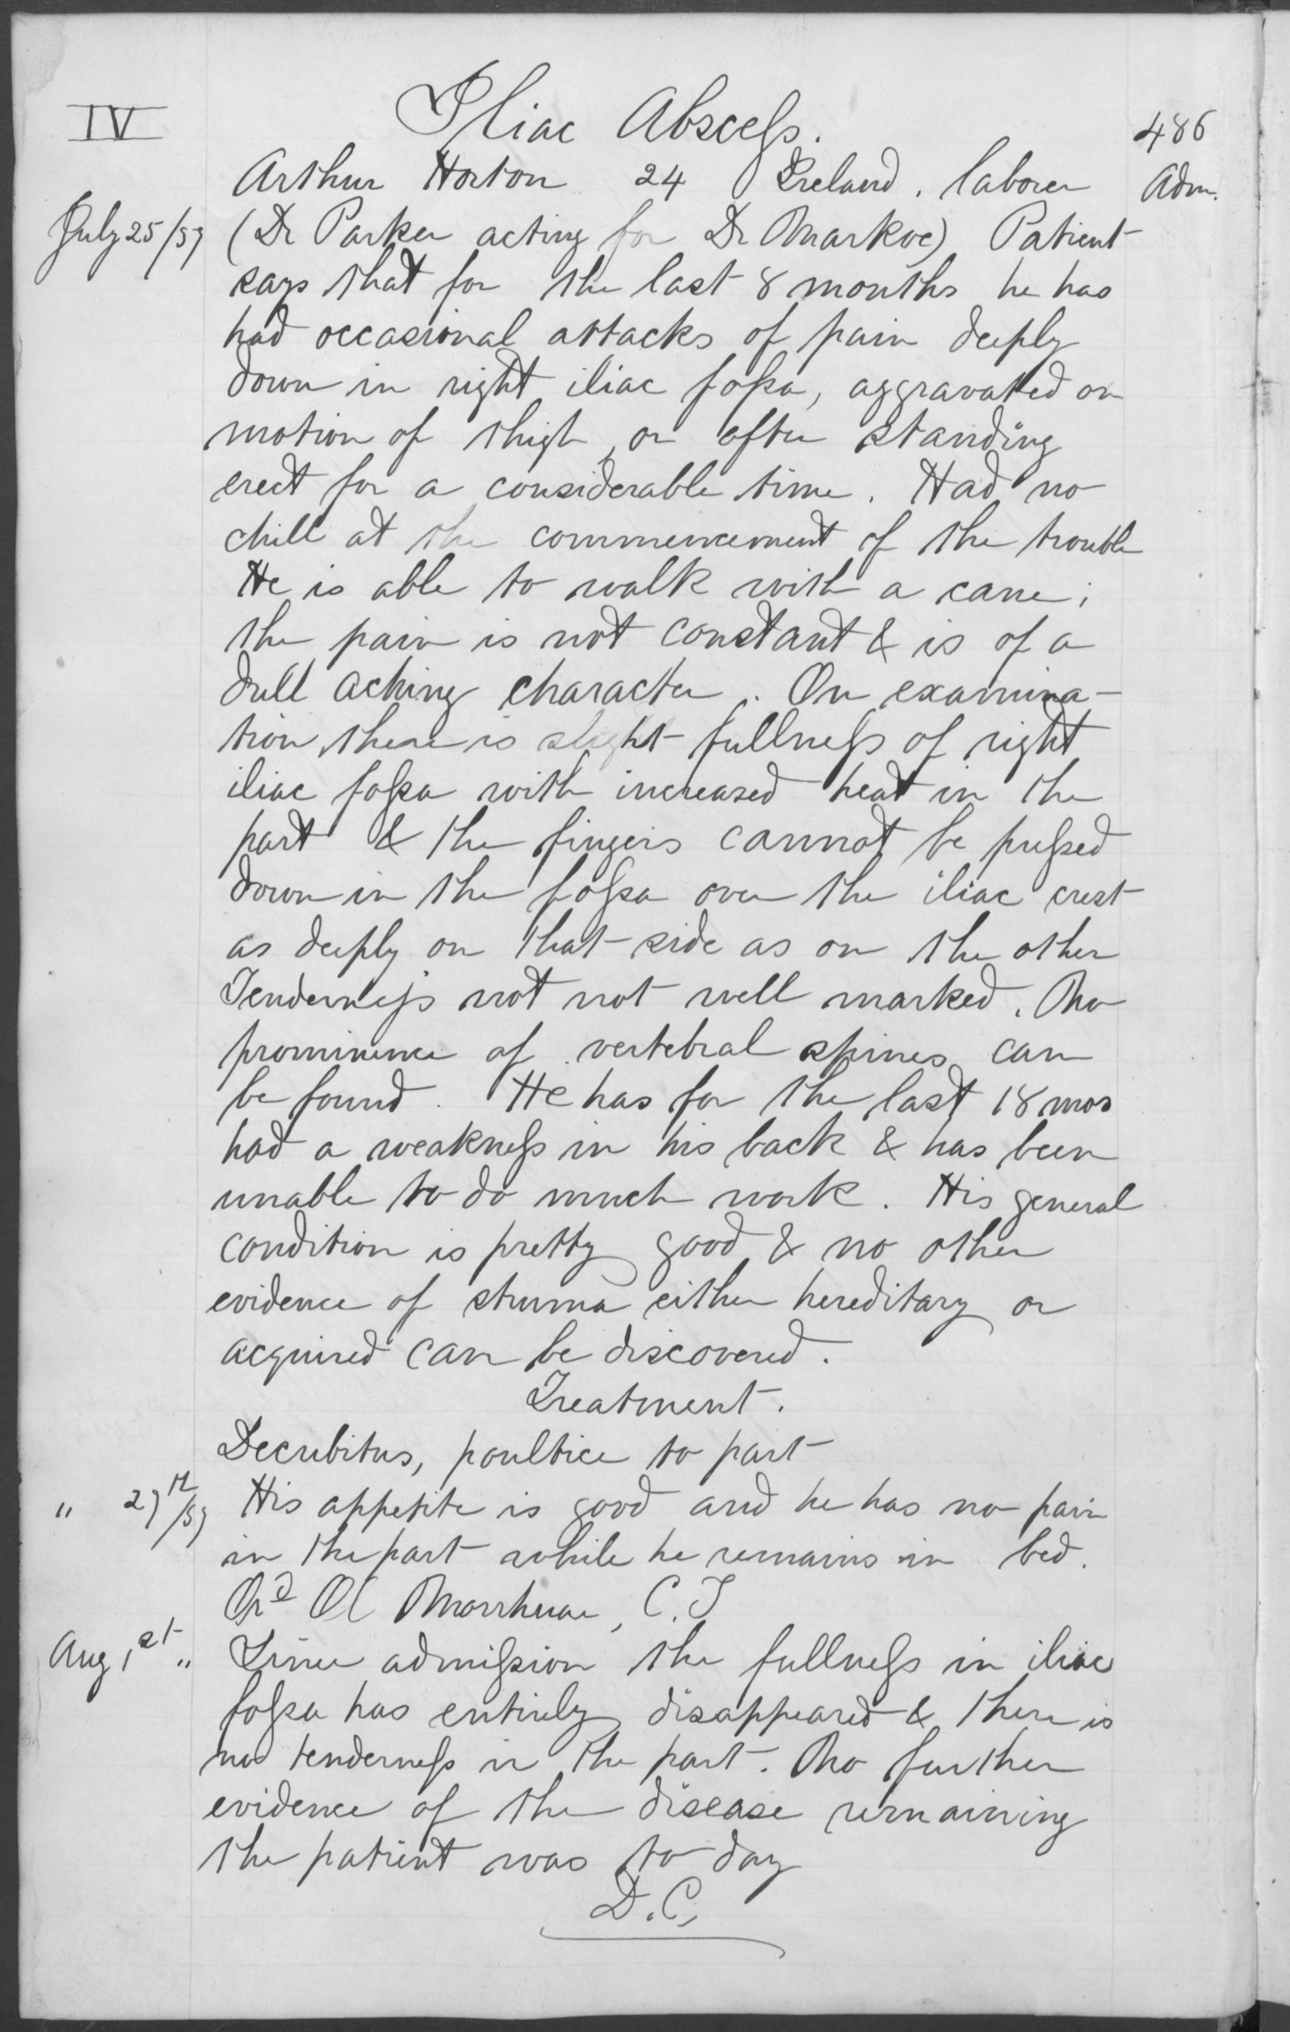 IV
Iliac Abscess.
486
Arthur Horton 24 Ireland. laborer Adm.
July 25/59 (Dr Parker acting for Dr Markoe) Patient
says that for the last 8 months he has
had occasional attacks of pain deeply
down in right iliac fossa, aggravated on
motion of thigh, or after standing
erect for a considerable time. Had no
chill at the commencement of the trouble
He is able to walk with a cane;
the pain is not constant & is of a
dull aching character. On examina-
tion there is slight fullness of right
iliac fossa with increased heat in the
part & the fingers cannot be pressed
down in the fossa over the iliac crest
as deeply on that side as on the other
Tenderness not not well marked. No
prominence of vertebral spines can
be found. He has for the last 18 mos
had a weakness in his back & has been
unable to do much work. His general
condition is pretty good & no other
evidence of struma either hereditary or
acquired can be discovered.
Treatment.
Decubitus, poultice to part
" 27th/59 His appetite is good and he has no pain
in the part while he remains in bed.
Ord Ol Morrhuae, C.T
Aug 1st " Since admission the fullness in iliac
fossa has entirely disappeared & there is
no tenderness in the part. No further
evidence of the disease remaining
the patient was to day
D.C.